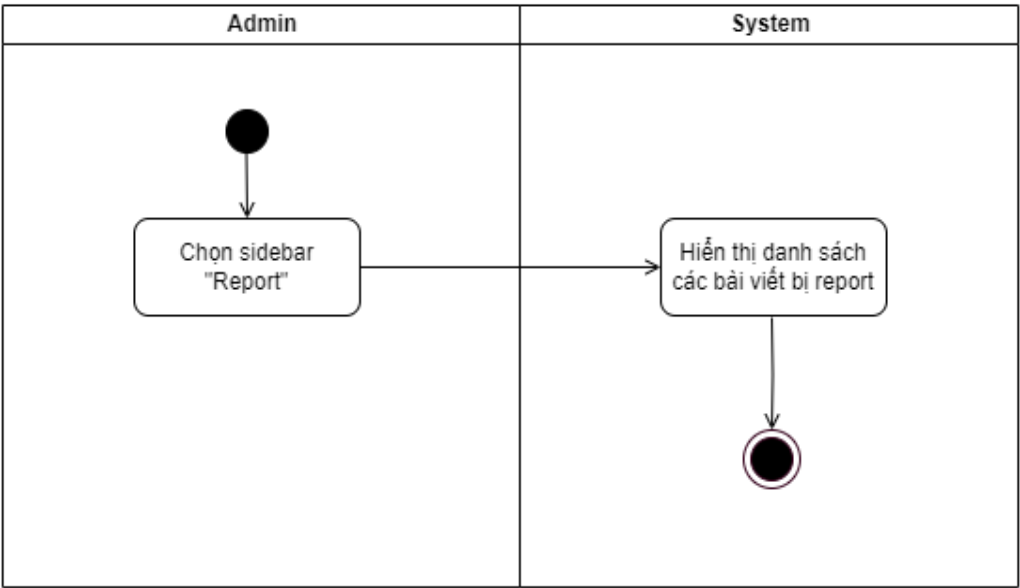 Admin
System
Chọn sidebar
"Report"
Hiển thị danh sách
các bài viết bị report